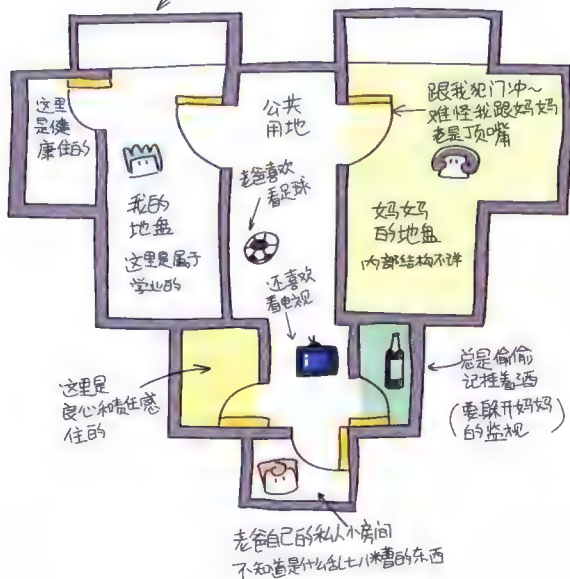 这里
是健
康住的
公共
用地
跟我犯门冲~
难怪我跟妈妈
老是顶嘴
老爸喜欢
看足球
我的
地盘
这里是属于
学业的
妈妈
的地盘
内部结构不详
还喜欢
看电视
这里是
良心和责任感
住的
总是偷偷
记挂着酒
(要躲开妈妈
的监视)
老爸自己的私人小房间
不知道是什么乱七八糟的东西